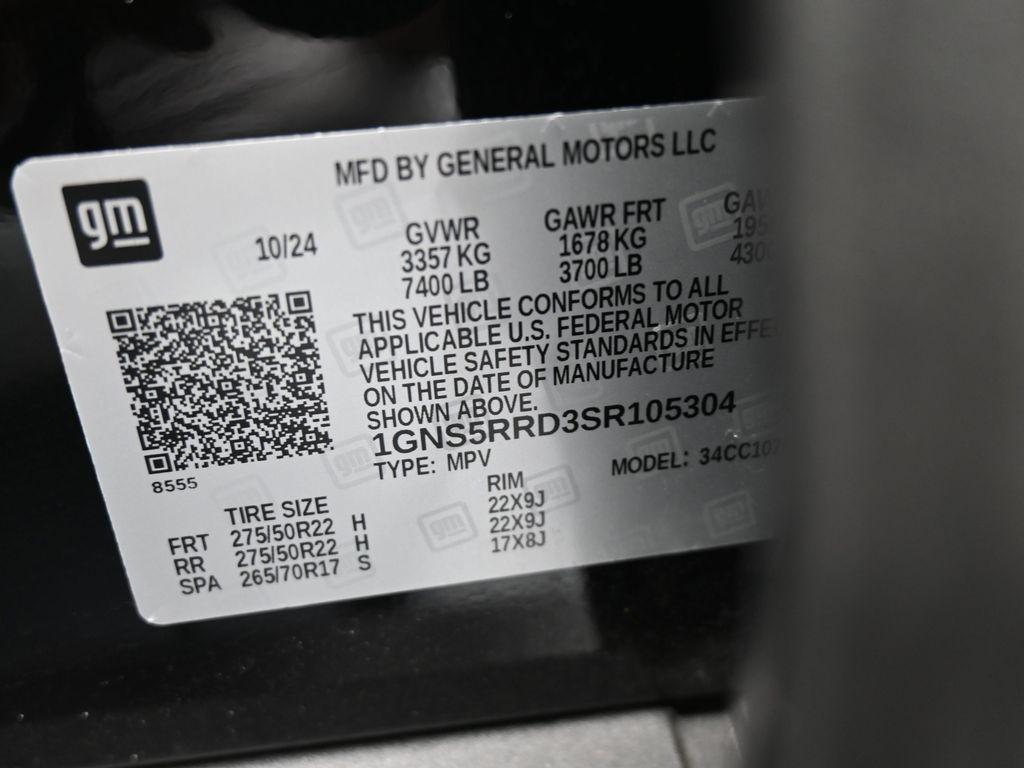 MFD BY GENERAL MOTORS LLC
gm
10/24
GVWR
3357 KG
7400 LB
GAWR FRT
1678 KG
3700 LB
THIS VEHICLE CONFORMS TO ALL
APPLICABLE U.S. FEDERAL MOTOR
VEHICLE SAFETY STANDARDS IN
ON THE DATE OF MANUFACTURE
SHOWN ABOVE.
1GNS5RRD3SR105304
TYPE: MPV
MODEL:
8555
TIRE SIZE RIM
FRT 275/50R22 H 22X9J
RR 275/50R22 H 22X9J
SPA 265/70R17 S 17X8J